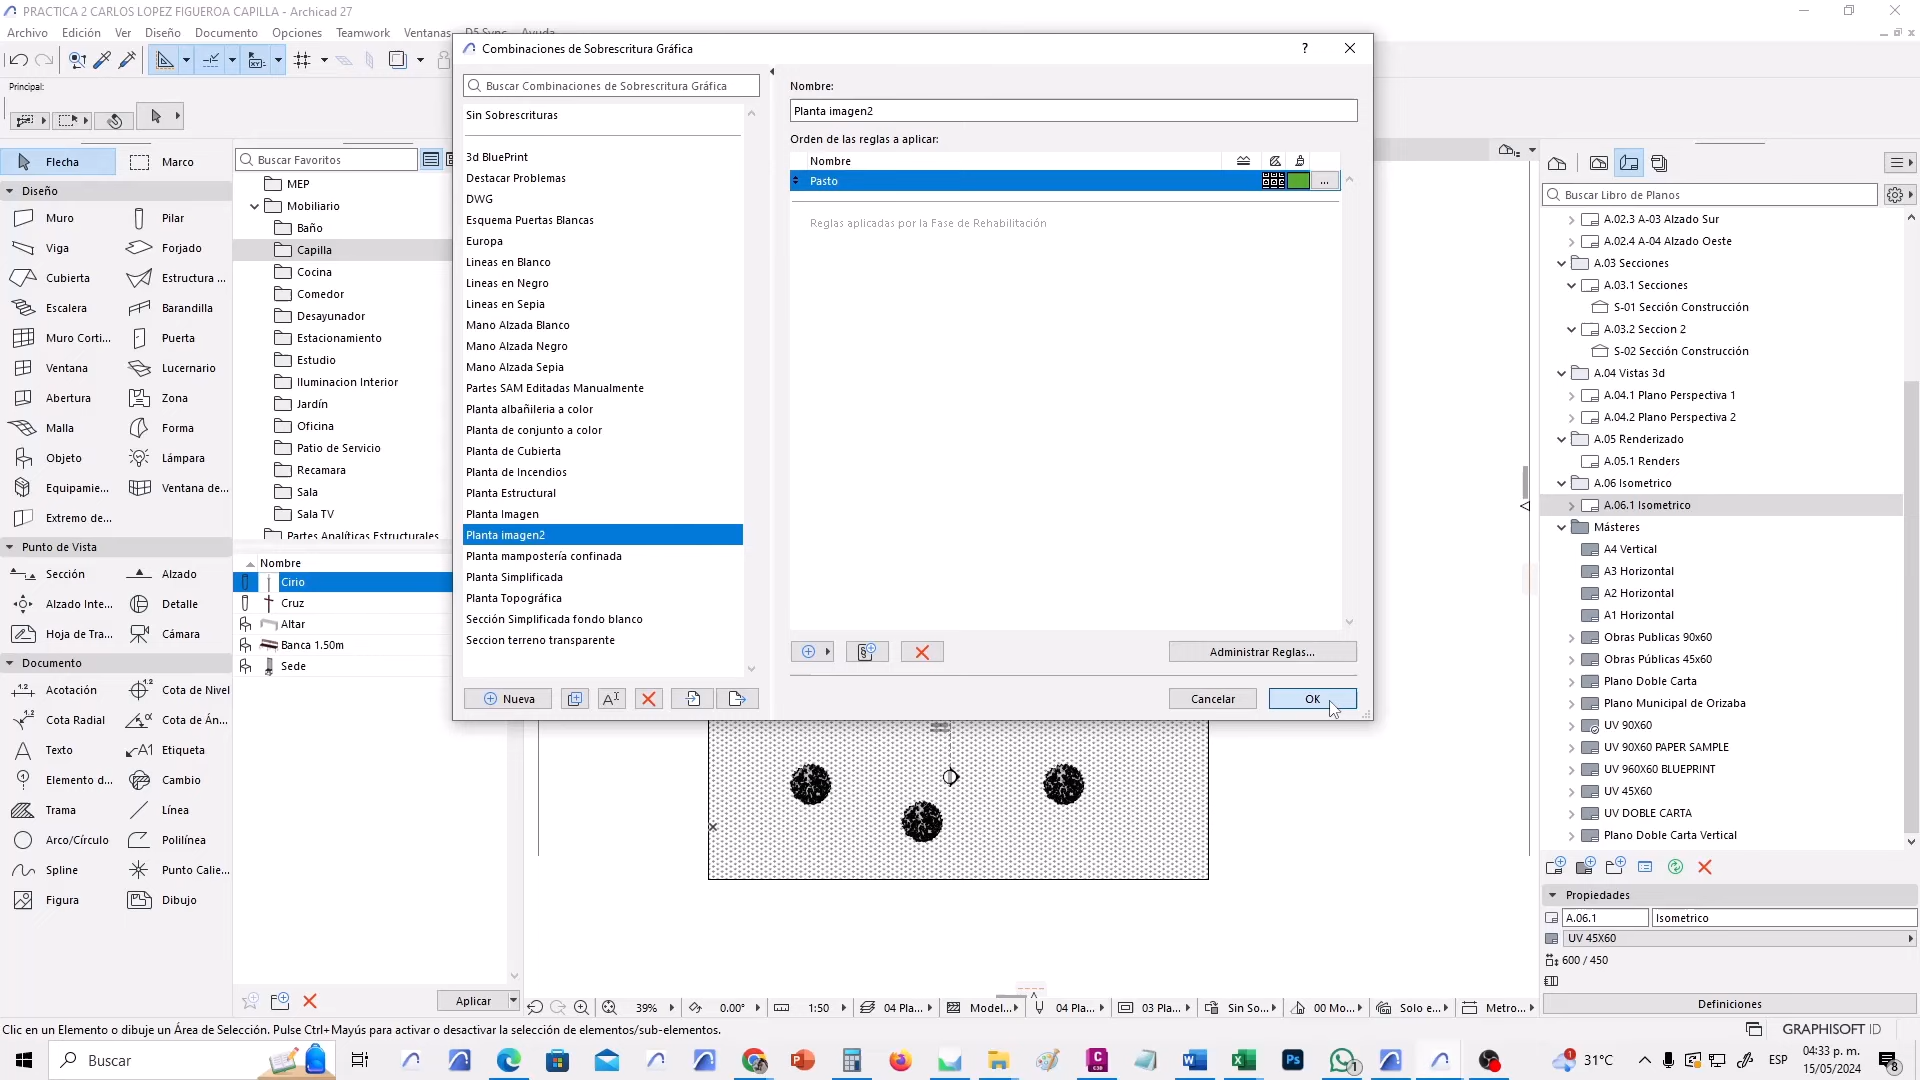 PRACTICA 2 CARLOS LOPEZ FIGUEROA CAPILLA - Archicad 27
Archivo Edición Ver Diseño Documento Opciones Teamwork Ventanas D5 Sync Ayuda
Principal:
Flecha
Marco
Diseño
Muro
Pilar
Viga
Forjado
Cubierta
Estructura ...
Escalera
Barandilla
Muro Corti...
Puerta
Ventana
Lucernario
Abertura
Zona
Malla
Forma
Objeto
Lámpara
Equipamie...
Ventana de...
Extremo de...
Punto de Vista
Sección
Alzado
Alzado Inte...
Detalle
Hoja de Tra...
Cámara
Documento
Acotación
Cota de Nivel
Cota Radial
Cota de Án...
Texto
Etiqueta
Elemento d...
Cambio
Trama
Línea
Arco/Círculo
Polilínea
Spline
Punto Calie...
Figura
Dibujo
Buscar Favoritos
MEP
Mobiliario
Baño
Capilla
Cocina
Comedor
Desayunador
Estacionamiento
Estudio
Iluminacion Interior
Jardín
Oficina
Patio de Servicio
Recamara
Sala
Sala TV
Partes Analíticas Estructurales
Nombre
Cirio
Cruz
Altar
Banca 1.50m
Sede
Aplicar
Combinaciones de Sobrescritura Gráfica
?
Buscar Combinaciones de Sobrescritura Gráfica
Sin Sobrescrituras
3d BluePrint
Destacar Problemas
DWG
Esquema Puertas Blancas
Europa
Lineas en Blanco
Lineas en Negro
Lineas en Sepia
Mano Alzada Blanco
Mano Alzada Negro
Mano Alzada Sepia
Partes SAM Editadas Manualmente
Planta albañileria a color
Planta de conjunto a color
Planta de Cubierta
Planta de Incendios
Planta Estructural
Planta Imagen
Planta imagen2
Planta mampostería confinada
Planta Simplificada
Planta Topográfica
Sección Simplificada fondo blanco
Seccion terreno transparente
Nueva
Nombre:
Planta imagen2
Orden de las reglas a aplicar:
Nombre
Pasto
...
Reglas aplicadas por la Fase de Rehabilitación
Administrar Reglas...
Cancelar
OK
39%
0.00°
1:50
04 Pla...
Model...
04 Pla...
03 Pla...
Sin So...
00 Mo...
Solo e...
Metro...
Buscar Libro de Planos
A.02.3 A-03 Alzado Sur
A.02.4 A-04 Alzado Oeste
A.03 Secciones
A.03.1 Secciones
S-01 Sección Construcción
A.03.2 Seccion 2
S-02 Sección Construcción
A.04 Vistas 3d
A.04.1 Plano Perspectiva 1
A.04.2 Plano Perspectiva 2
A.05 Renderizado
A.05.1 Renders
A.06 Isometrico
A.06.1 Isometrico
Másteres
A4 Vertical
A3 Horizontal
A2 Horizontal
A1 Horizontal
Obras Publicas 90x60
Obras Públicas 45x60
Plano Doble Carta
Plano Municipal de Orizaba
UV 90X60
UV 90X60 PAPER SAMPLE
UV 960X60 BLUEPRINT
UV 45X60
UV DOBLE CARTA
Plano Doble Carta Vertical
Propiedades
A.06.1
Isometrico
UV 45X60
600 / 450
Definiciones
Clic en un Elemento o dibuje un Área de Selección. Pulse Ctrl+Mayús para activar o desactivar la selección de elementos/sub-elementos.
GRAPHISOFT ID
Buscar
31°C
ESP
04:33 p. m.
15/05/2024
8